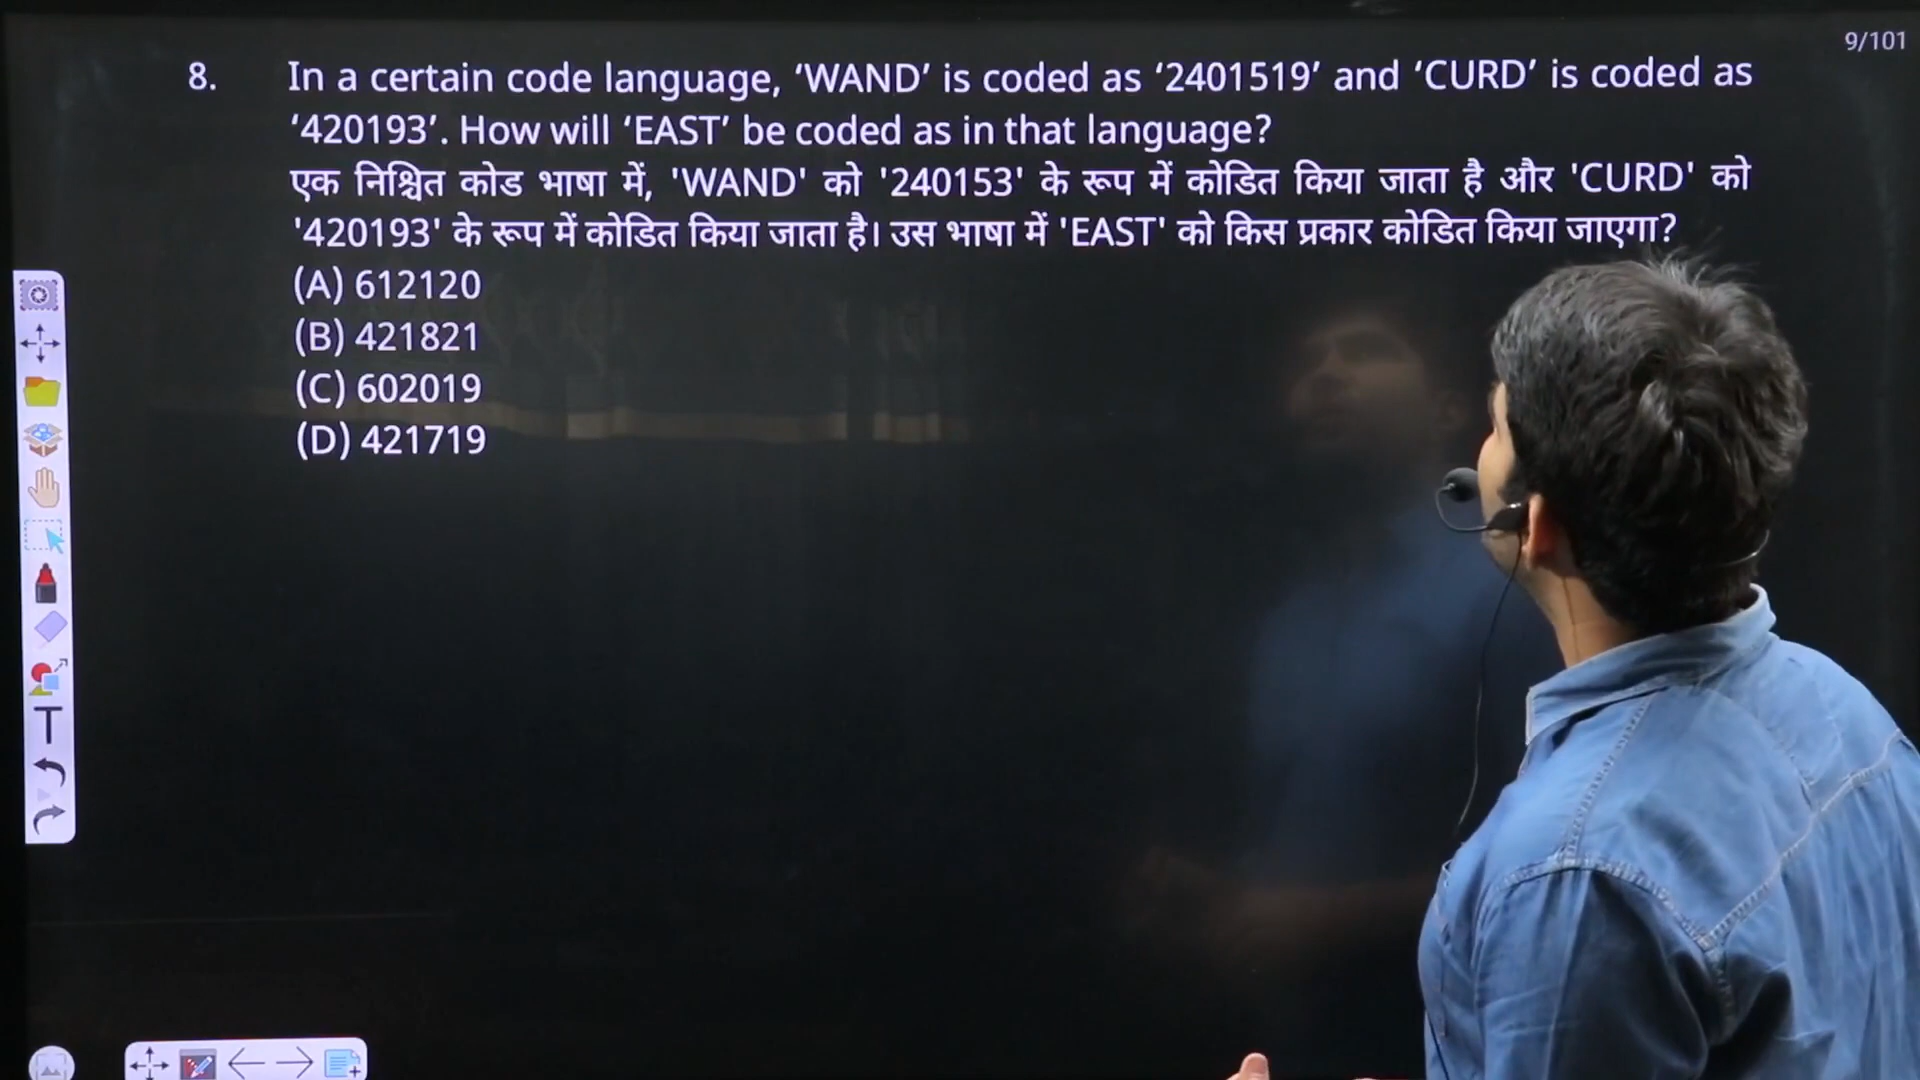 9/101
8. In a certain code language, ‘WAND’ is coded as ‘2401519’ and ‘CURD’ is coded as
‘420193’. How will ‘EAST’ be coded as in that language?
एक निश्चित कोड भाषा में, 'WAND' को '240153' के रूप में कोडित किया जाता है और 'CURD' को
'420193' के रूप में कोडित किया जाता है। उस भाषा में 'EAST' को किस प्रकार कोडित किया जाएगा?
(A) 612120
(B) 421821
(C) 602019
(D) 421719